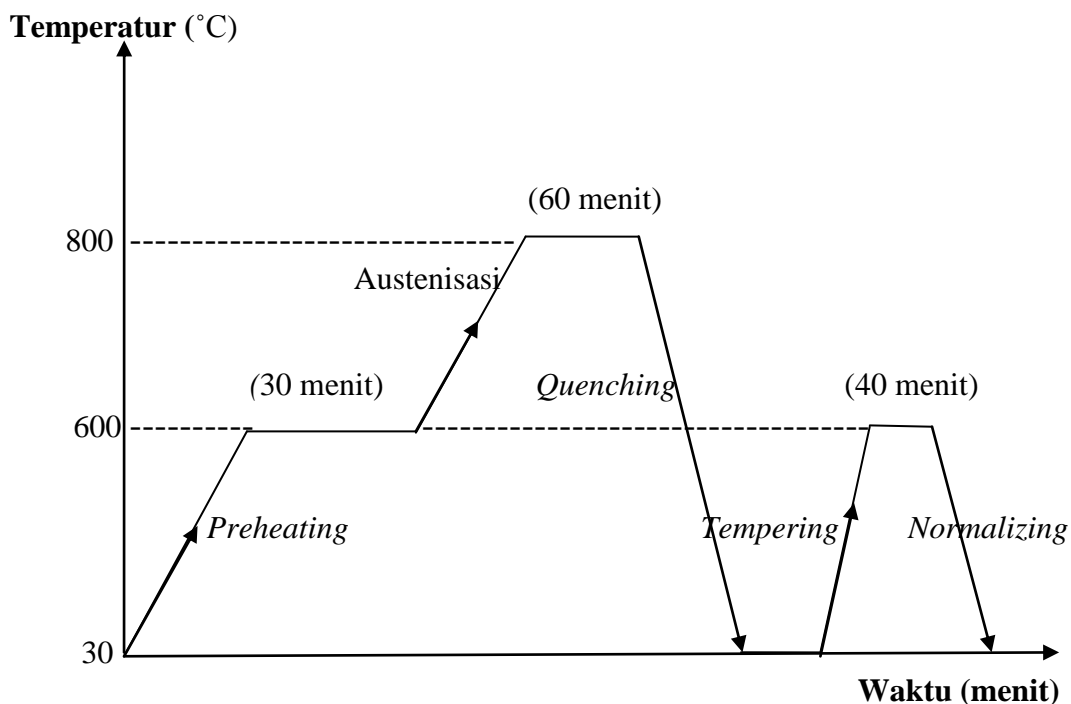 Temperatur (˚C)
(60 menit)
800
Austenisasi
(30 menit)
Quenching
(40 menit)
600
Preheating
Tempering
Normalizing
30
Waktu (menit)